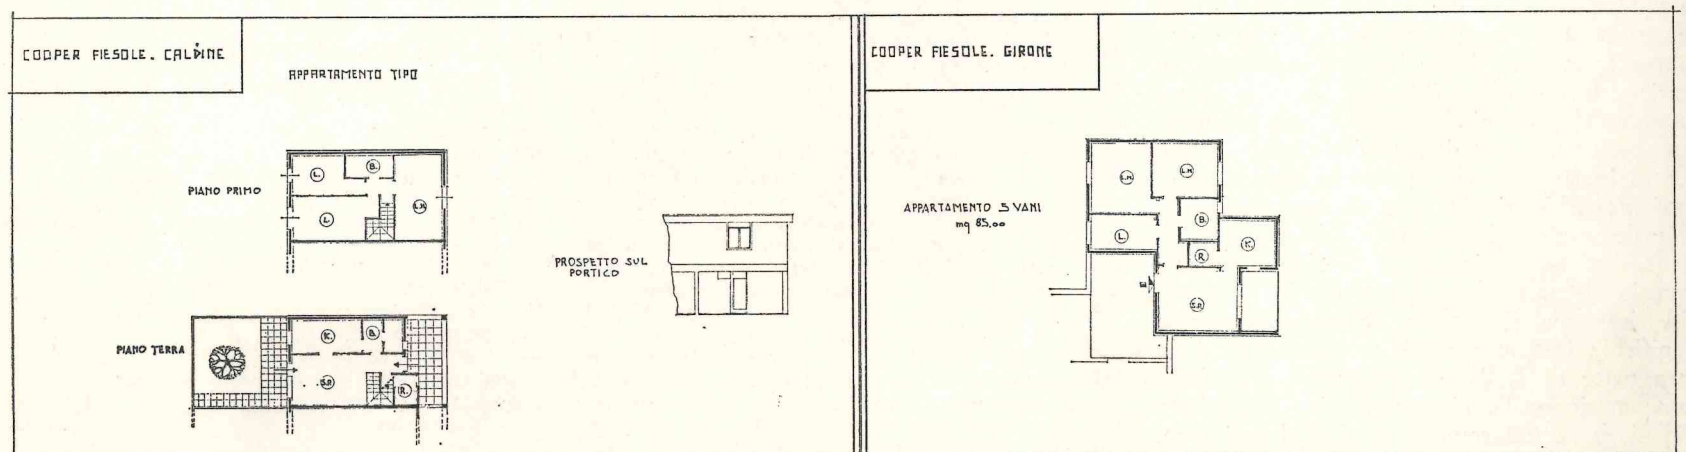 COOPER FIESOLE. CALDINE
APPARTAMENTO TIPO
PIANO PRIMO
L.
B.
L.
L.M.
PROSPETTO SUL
PORTICO
PIANO TERRA
K.
B.
S.P.
R.
COOPER FIESOLE. GIRONE
APPARTAMENTO 5 VANI
mq 85,00
L.M.
L.M.
B.
L.
R.
K.
S.P.